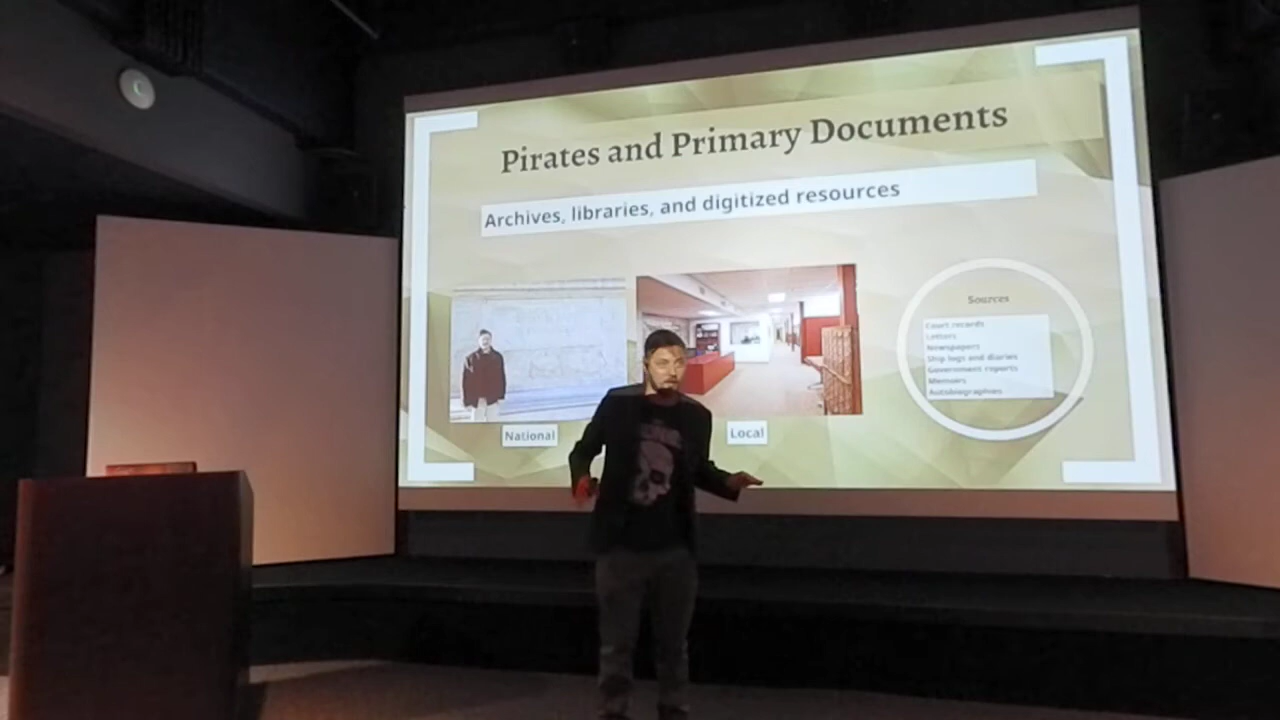 Pirates and Primary Documents
Archives, libraries, and digitized resources
National
Local
Sources
Court records
Letters
Newspapers
Ship logs and diaries
Government reports
Memoirs
Autobiographies